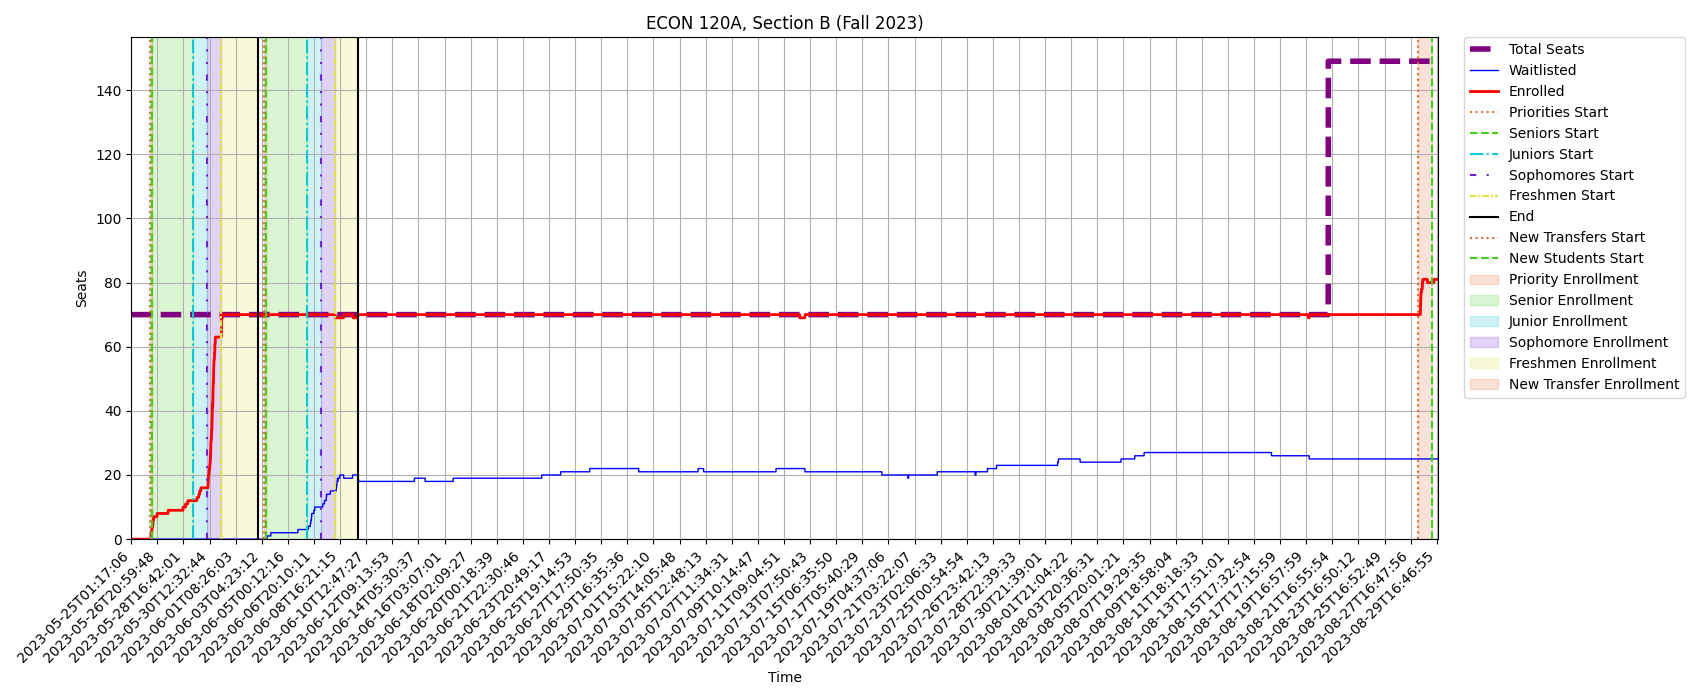 ECON 120A, Section B (Fall 2023)
Seats
140
120
100
80
60
40
20
0
2023-05-25T01:17:06
2023-05-26T20:59:48
2023-05-28T16:42:01
2023-05-30T12:32:44
2023-06-01T08:26:03
2023-06-03T04:23:12
2023-06-05T00:12:16
2023-06-06T20:10:11
2023-06-08T16:21:15
2023-06-10T12:47:27
2023-06-12T09:13:53
2023-06-14T05:30:37
2023-06-16T03:07:01
2023-06-18T02:09:27
2023-06-20T00:18:39
2023-06-21T22:30:46
2023-06-23T20:49:17
2023-06-25T19:14:53
2023-06-27T17:50:35
2023-06-29T16:35:36
2023-07-01T15:22:10
2023-07-03T14:05:48
2023-07-05T12:48:13
2023-07-07T11:34:31
2023-07-09T10:14:47
2023-07-11T09:04:51
2023-07-13T07:50:43
2023-07-15T06:35:50
2023-07-17T05:40:29
2023-07-19T04:37:06
2023-07-21T03:22:07
2023-07-23T02:06:33
2023-07-25T00:54:54
2023-07-26T23:42:13
2023-07-28T22:39:33
2023-07-30T21:39:01
2023-08-01T21:04:22
2023-08-03T20:36:31
2023-08-05T20:01:21
2023-08-07T19:29:35
2023-08-09T18:58:04
2023-08-11T18:18:33
2023-08-13T17:51:01
2023-08-15T17:32:54
2023-08-17T17:15:59
2023-08-19T16:57:59
2023-08-21T16:55:54
2023-08-23T16:50:12
2023-08-25T16:52:49
2023-08-27T16:47:56
2023-08-29T16:46:55
Time
Total Seats
Waitlisted
Enrolled
Priorities Start
Seniors Start
Juniors Start
Sophomores Start
Freshmen Start
End
New Transfers Start
New Students Start
Priority Enrollment
Senior Enrollment
Junior Enrollment
Sophomore Enrollment
Freshmen Enrollment
New Transfer Enrollment